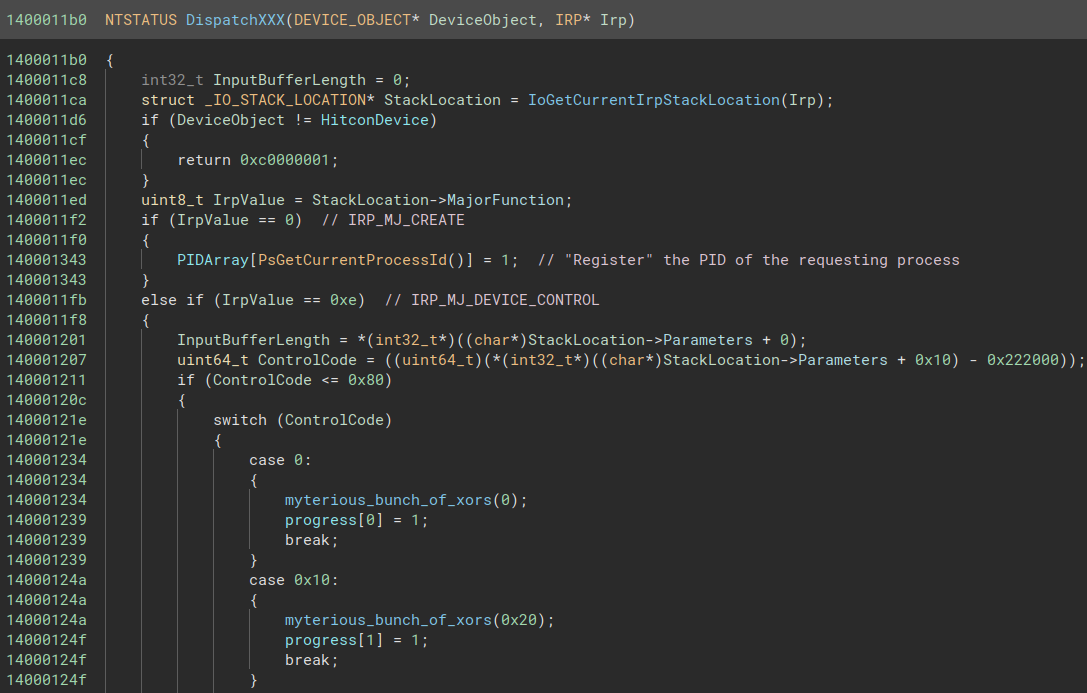 1400011b0 NTSTATUS DispatchXXX(DEVICE_OBJECT* DeviceObject, IRP* Irp)
1400011b0 {
1400011c8 int32_t InputBufferLength = 0;
1400011ca struct _IO_STACK_LOCATION* StackLocation = IoGetCurrentIrpStackLocation(Irp);
1400011d6 if (DeviceObject != HitconDevice)
1400011cf {
1400011ec return 0xc0000001;
1400011ec }
1400011ed uint8_t IrpValue = StackLocation->MajorFunction;
1400011f2 if (IrpValue == 0) // IRP_MJ_CREATE
1400011f0 {
140001343 PIDArray[PsGetCurrentProcessId()] = 1; // "Register" the PID of the requesting process
140001343 }
1400011fb else if (IrpValue == 0xe) // IRP_MJ_DEVICE_CONTROL
1400011f8 {
140001201 InputBufferLength = *(int32_t*)((char*)StackLocation->Parameters + 0);
140001207 uint64_t ControlCode = ((uint64_t)(*(int32_t*)((char*)StackLocation->Parameters + 0x10) - 0x222000));
140001211 if (ControlCode <= 0x80)
14000120c {
14000121e switch (ControlCode)
14000121e {
140001234 case 0:
140001234 {
140001234 myterious_bunch_of_xors(0);
140001239 progress[0] = 1;
140001239 break;
140001239 }
14000124a case 0x10:
14000124a {
14000124a myterious_bunch_of_xors(0x20);
14000124f progress[1] = 1;
14000124f break;
14000124f }